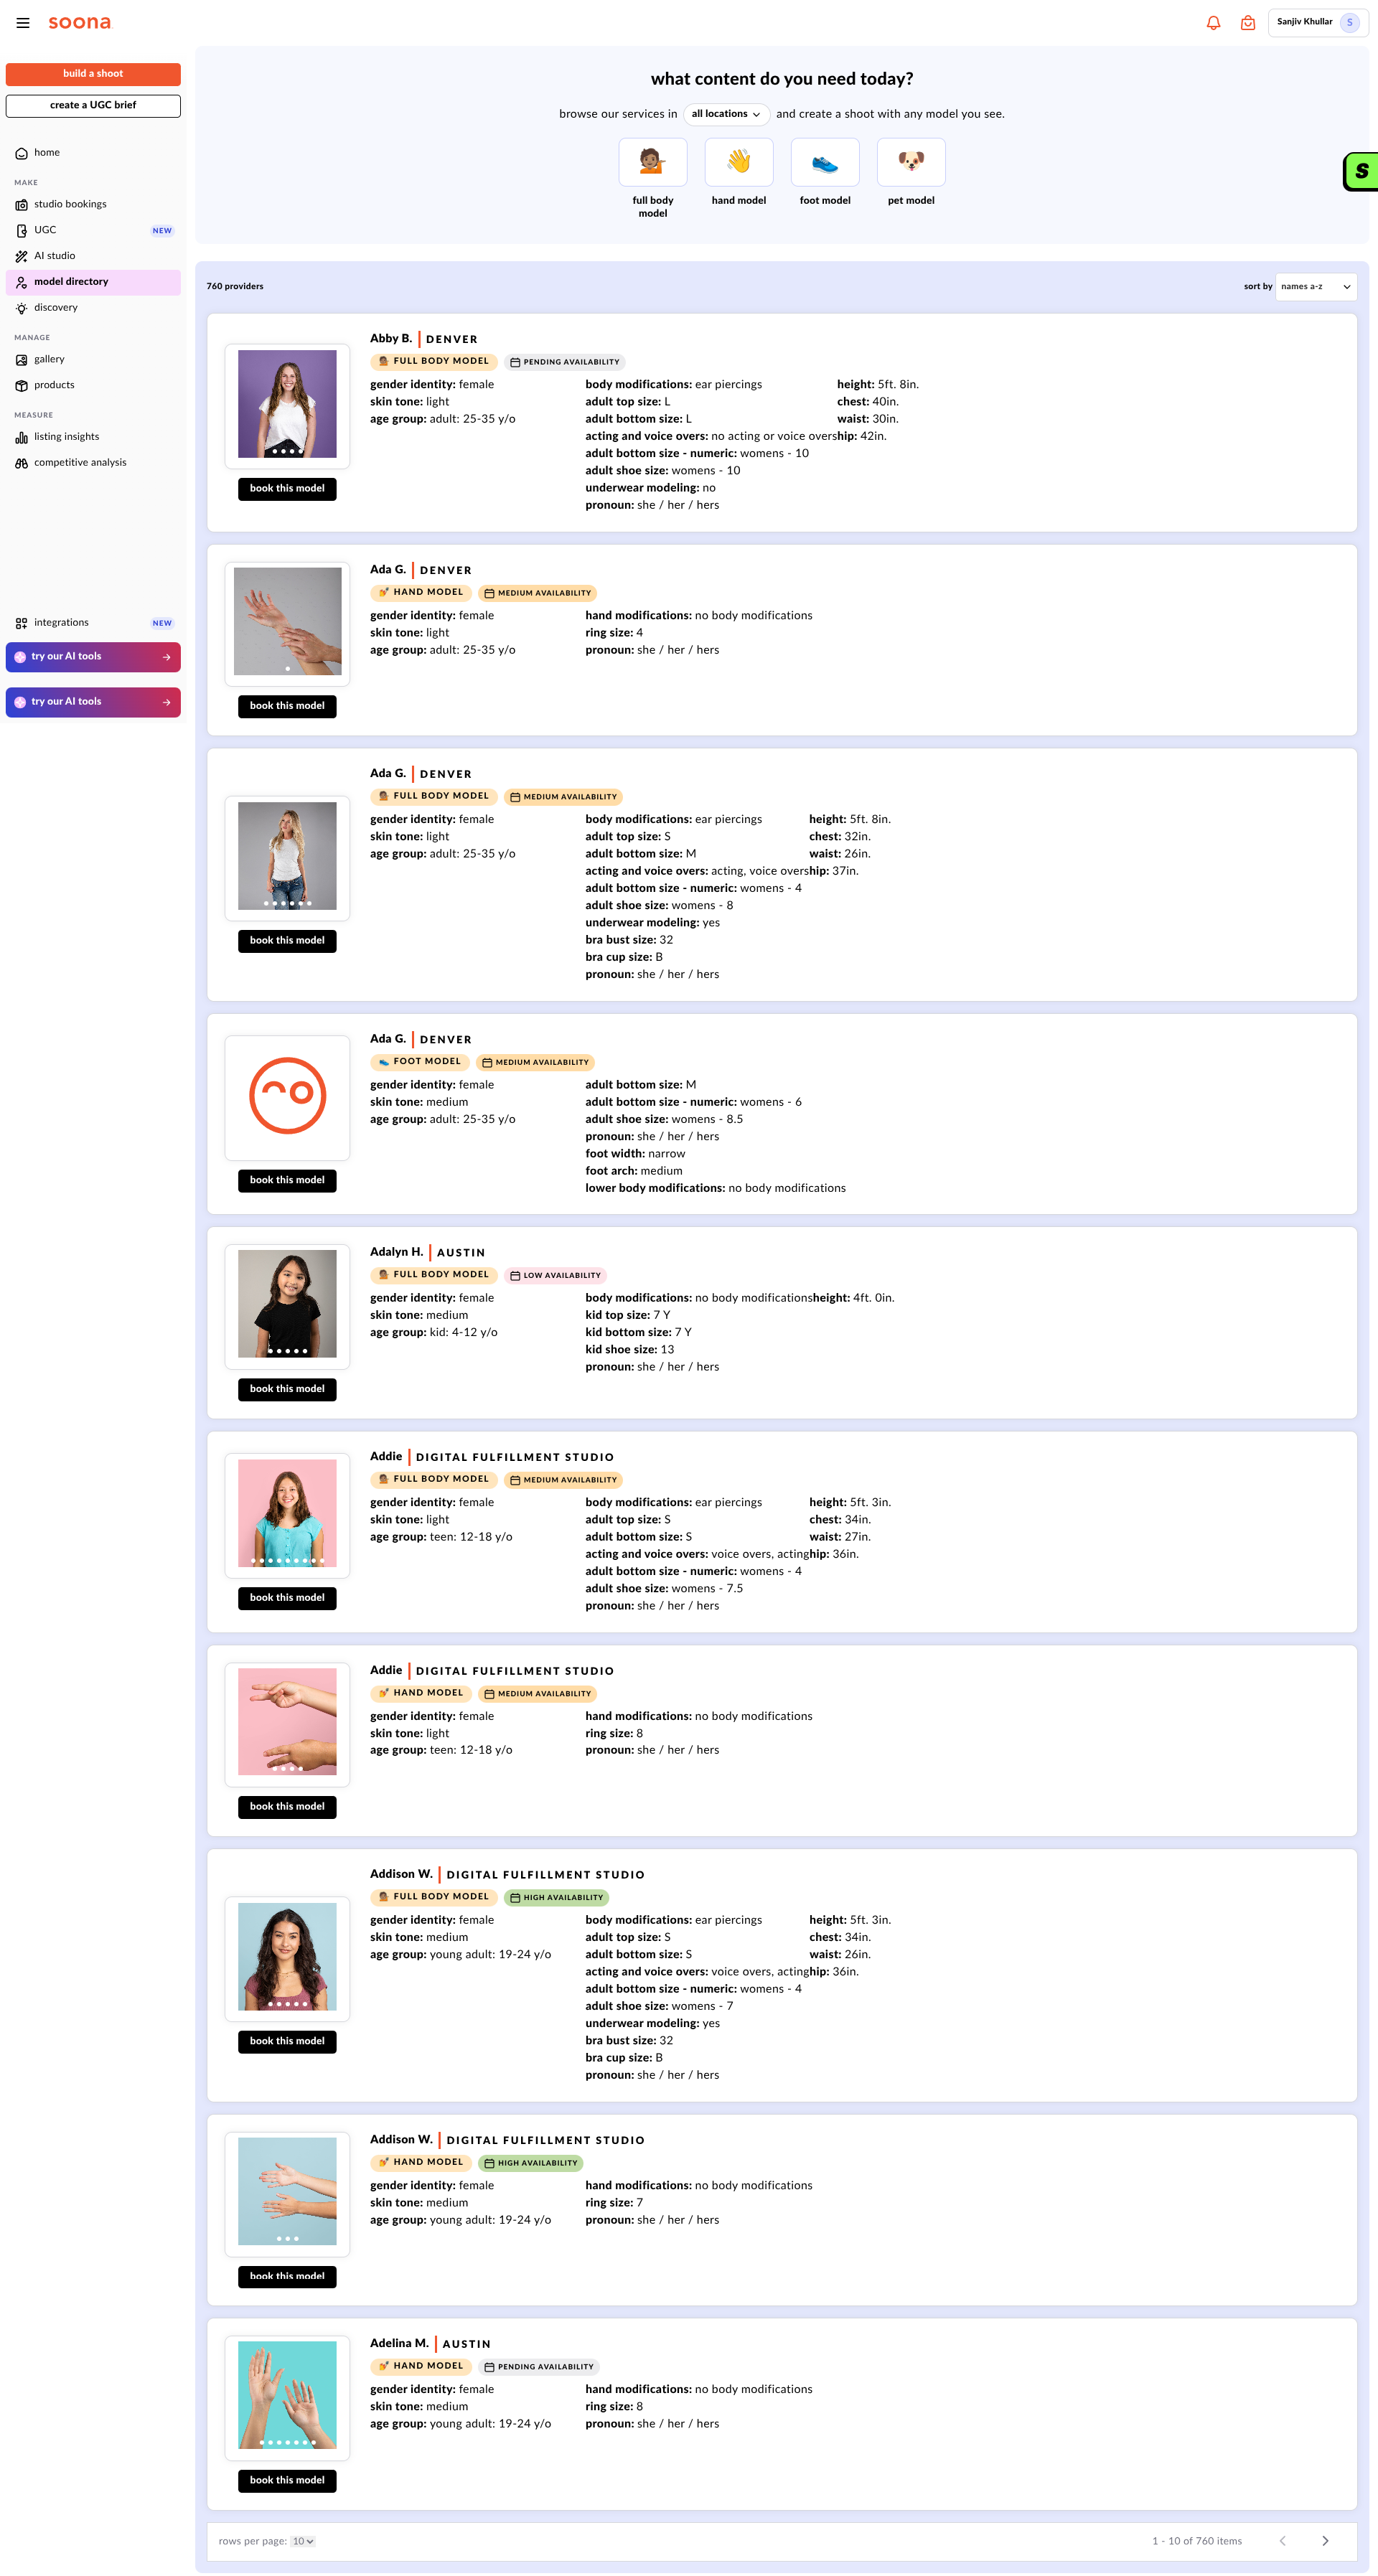 soona
Sanjiv Khullar S
build a shoot
create a UGC brief
home
MAKE
studio bookings
UGC NEW
AI studio
model directory
discovery
MANAGE
gallery
products
MEASURE
listing insights
competitive analysis
integrations NEW
try our AI tools
try our AI tools
what content do you need today?
browse our services in all locations and create a shoot with any model you see.
full body
model
hand model
foot model
pet model
S
760 providers
sort by names a-z
Abby B. DENVER
FULL BODY MODEL PENDING AVAILABILITY
gender identity: female
skin tone: light
age group: adult: 25-35 y/o
body modifications: ear piercings
adult top size: L
adult bottom size: L
acting and voice overs: no acting or voice overs
adult bottom size - numeric: womens - 10
adult shoe size: womens - 10
underwear modeling: no
pronoun: she / her / hers
height: 5ft. 8in.
chest: 40in.
waist: 30in.
hip: 42in.
book this model
Ada G. DENVER
HAND MODEL MEDIUM AVAILABILITY
gender identity: female
skin tone: light
age group: adult: 25-35 y/o
hand modifications: no body modifications
ring size: 4
pronoun: she / her / hers
book this model
Ada G. DENVER
FULL BODY MODEL MEDIUM AVAILABILITY
gender identity: female
skin tone: light
age group: adult: 25-35 y/o
body modifications: ear piercings
adult top size: S
adult bottom size: M
acting and voice overs: acting, voice overs
adult bottom size - numeric: womens - 4
adult shoe size: womens - 8
underwear modeling: yes
bra bust size: 32
bra cup size: B
pronoun: she / her / hers
height: 5ft. 8in.
chest: 32in.
waist: 26in.
hip: 37in.
book this model
Ada G. DENVER
FOOT MODEL MEDIUM AVAILABILITY
gender identity: female
skin tone: medium
age group: adult: 25-35 y/o
adult bottom size: M
adult bottom size - numeric: womens - 6
adult shoe size: womens - 8.5
pronoun: she / her / hers
foot width: narrow
foot arch: medium
lower body modifications: no body modifications
book this model
Adalyn H. AUSTIN
FULL BODY MODEL LOW AVAILABILITY
gender identity: female
skin tone: medium
age group: kid: 4-12 y/o
body modifications: no body modifications
kid top size: 7 Y
kid bottom size: 7 Y
kid shoe size: 13
pronoun: she / her / hers
height: 4ft. 0in.
book this model
Addie DIGITAL FULFILLMENT STUDIO
FULL BODY MODEL MEDIUM AVAILABILITY
gender identity: female
skin tone: light
age group: teen: 12-18 y/o
body modifications: ear piercings
adult top size: S
adult bottom size: S
acting and voice overs: voice overs, acting
adult bottom size - numeric: womens - 4
adult shoe size: womens - 7.5
pronoun: she / her / hers
height: 5ft. 3in.
chest: 34in.
waist: 27in.
hip: 36in.
book this model
Addie DIGITAL FULFILLMENT STUDIO
HAND MODEL MEDIUM AVAILABILITY
gender identity: female
skin tone: light
age group: teen: 12-18 y/o
hand modifications: no body modifications
ring size: 8
pronoun: she / her / hers
book this model
Addison W. DIGITAL FULFILLMENT STUDIO
FULL BODY MODEL HIGH AVAILABILITY
gender identity: female
skin tone: medium
age group: young adult: 19-24 y/o
body modifications: ear piercings
adult top size: S
adult bottom size: S
acting and voice overs: voice overs, acting
adult bottom size - numeric: womens - 4
adult shoe size: womens - 7
underwear modeling: yes
bra bust size: 32
bra cup size: B
pronoun: she / her / hers
height: 5ft. 3in.
chest: 34in.
waist: 26in.
hip: 36in.
book this model
Addison W. DIGITAL FULFILLMENT STUDIO
HAND MODEL HIGH AVAILABILITY
gender identity: female
skin tone: medium
age group: young adult: 19-24 y/o
hand modifications: no body modifications
ring size: 7
pronoun: she / her / hers
book this model
Adelina M. AUSTIN
HAND MODEL PENDING AVAILABILITY
gender identity: female
skin tone: medium
age group: young adult: 19-24 y/o
hand modifications: no body modifications
ring size: 8
pronoun: she / her / hers
book this model
rows per page: 10
1 - 10 of 760 items